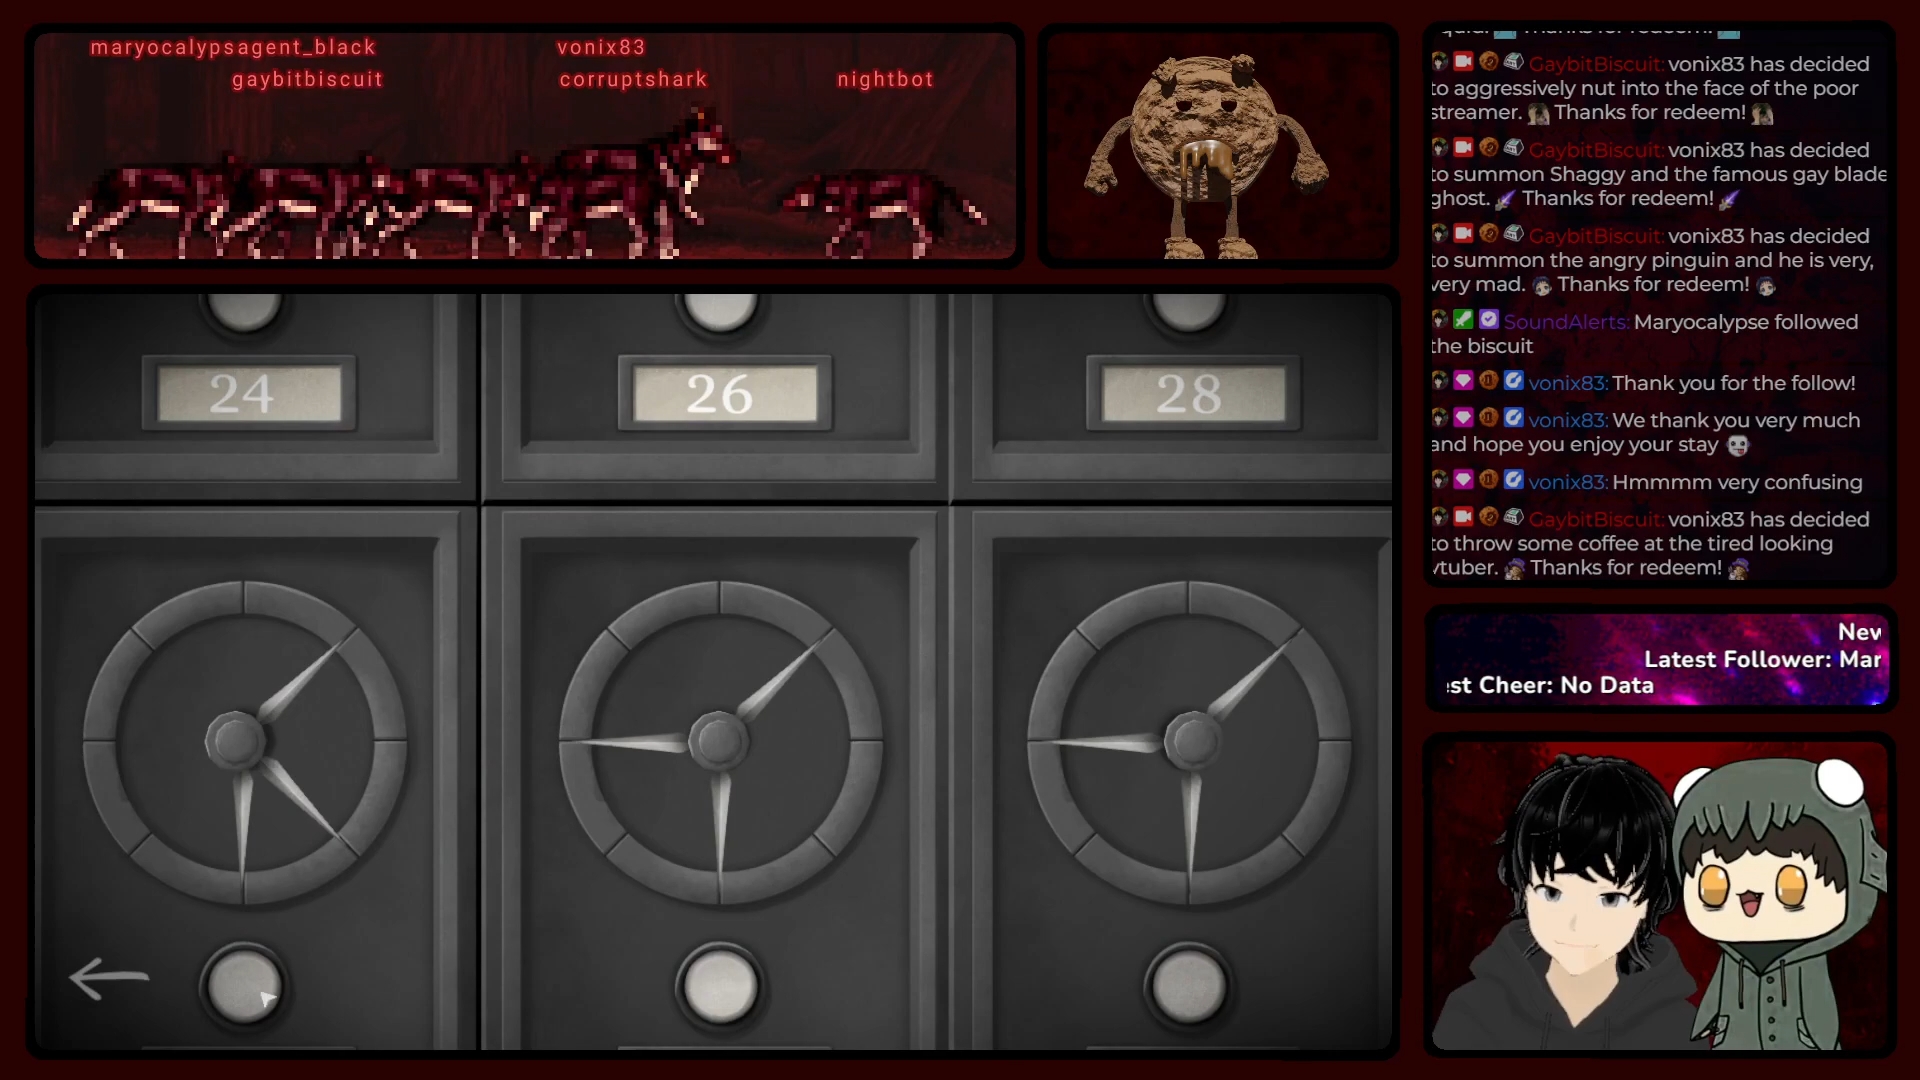 maryocalypsagent_black
vonix83
gaybitbiscuit
corruptshark
nightbot
24
26
28
Thanks for redeem!
GaybitBiscuit: vonix83 has decided
to aggressively nut into the face of the poor
streamer. Thanks for redeem!
GaybitBiscuit: vonix83 has decided
to summon Shaggy and the famous gay blade
ghost. Thanks for redeem!
GaybitBiscuit: vonix83 has decided
to summon the angry pinguin and he is very,
very mad. Thanks for redeem!
SoundAlerts: Maryocalypse followed
the biscuit
vonix83: Thank you for the follow!
vonix83: We thank you very much
and hope you enjoy your stay
vonix83: Hmmmm very confusing
GaybitBiscuit: vonix83 has decided
to throw some coffee at the tired looking
vtuber. Thanks for redeem!
New
Latest Follower: Mar
est Cheer: No Data